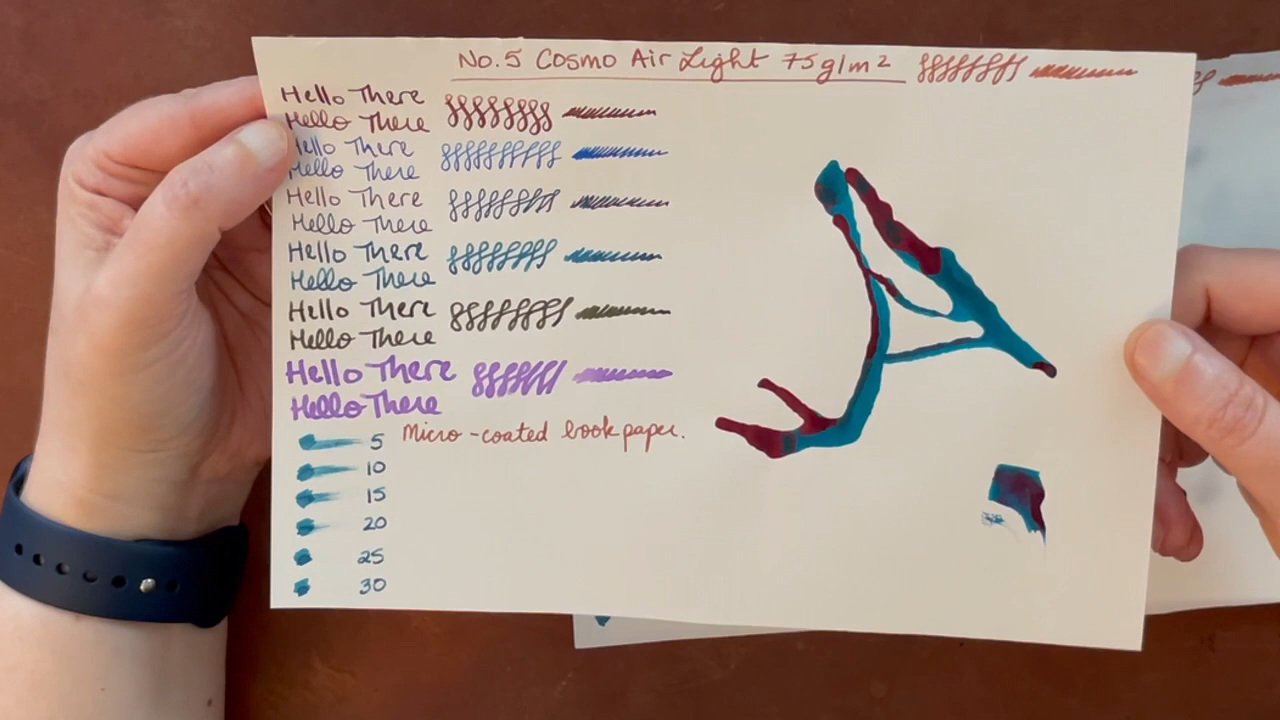 No.5 Cosmo Air Light 75g/m²
Hello There
Hello There
Hello There
Hello There
Hello There
Hello There
Hello There
Hello There
Hello There
Hello There
Hello There
Hello There
5 Micro-coated book paper.
10
15
20
25
30